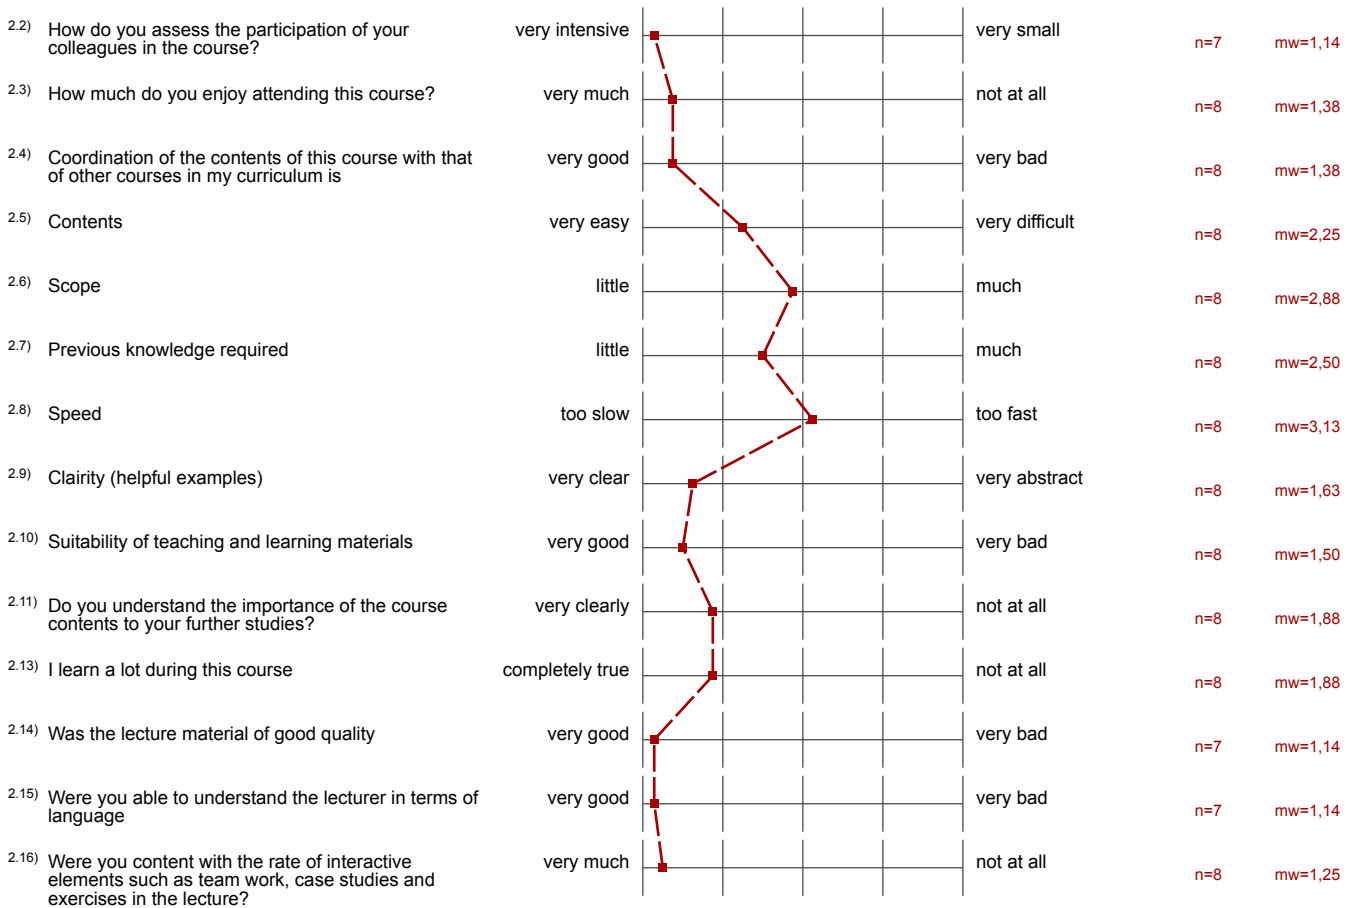 2.2) How do you assess the participation of your very intensive very small n=7 mw=1,14
colleagues in the course?
2.3) How much do you enjoy attending this course? very much not at all n=8 mw=1,38
2.4) Coordination of the contents of this course with that very good very bad n=8 mw=1,38
of other courses in my curriculum is
2.5) Contents very easy very difficult n=8 mw=2,25
2.6) Scope little much n=8 mw=2,88
2.7) Previous knowledge required little much n=8 mw=2,50
2.8) Speed too slow too fast n=8 mw=3,13
2.9) Clairity (helpful examples) very clear very abstract n=8 mw=1,63
2.10) Suitability of teaching and learning materials very good very bad n=8 mw=1,50
2.11) Do you understand the importance of the course very clearly not at all n=8 mw=1,88
contents to your further studies?
2.13) I learn a lot during this course completely true not at all n=8 mw=1,88
2.14) Was the lecture material of good quality very good very bad n=7 mw=1,14
2.15) Were you able to understand the lecturer in terms of very good very bad n=7 mw=1,14
language
2.16) Were you content with the rate of interactive very much not at all n=8 mw=1,25
elements such as team work, case studies and
exercises in the lecture?